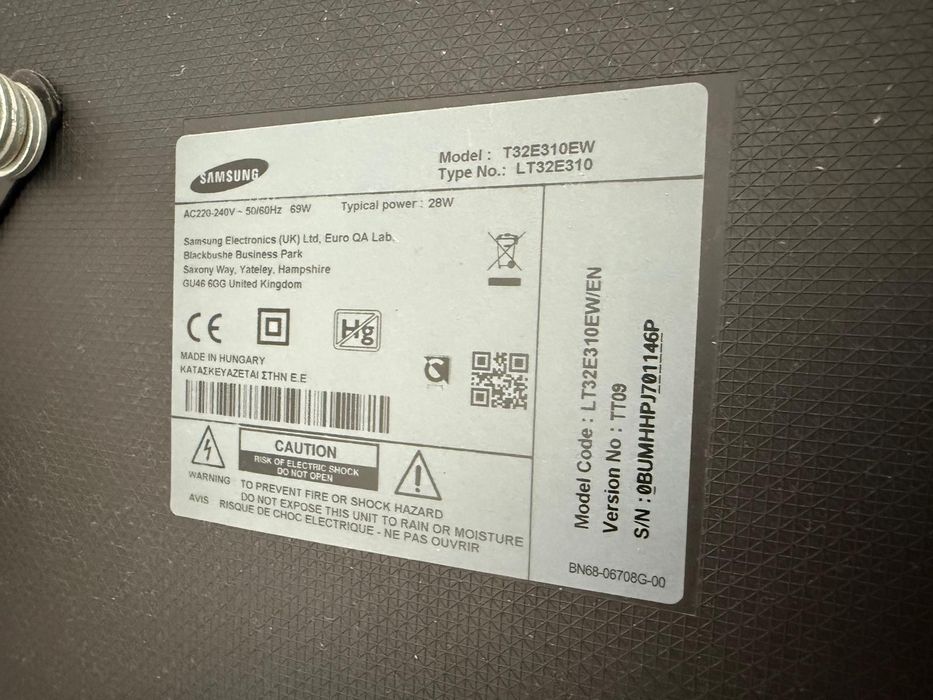 SAMSUNG
Model : T32E310EW
Type No.: LT32E310
AC220-240V ~ 50/60Hz 69W Typical power : 28W
Samsung Electronics (UK) Ltd, Euro QA Lab.
Blackbushe Business Park
Saxony Way, Yateley, Hampshire
GU46 6GG United Kingdom
CE
Hg
MADE IN HUNGARY
ΚΑΤΑΣΚΕΥΑΖΕΤΑΙ ΣΤΗΝ Ε.Ε
WARNING
AVIS
CAUTION
RISK OF ELECTRIC SHOCK
DO NOT OPEN
TO PREVENT FIRE OR SHOCK HAZARD
DO NOT EXPOSE THIS UNIT TO RAIN OR MOISTURE
RISQUE DE CHOC ELECTRIQUE - NE PAS OUVRIR
Model Code : LT32E310EW/EN
Version No : TT09
S/N : 0BUMHHPJ701146P
BN68-06708G-00